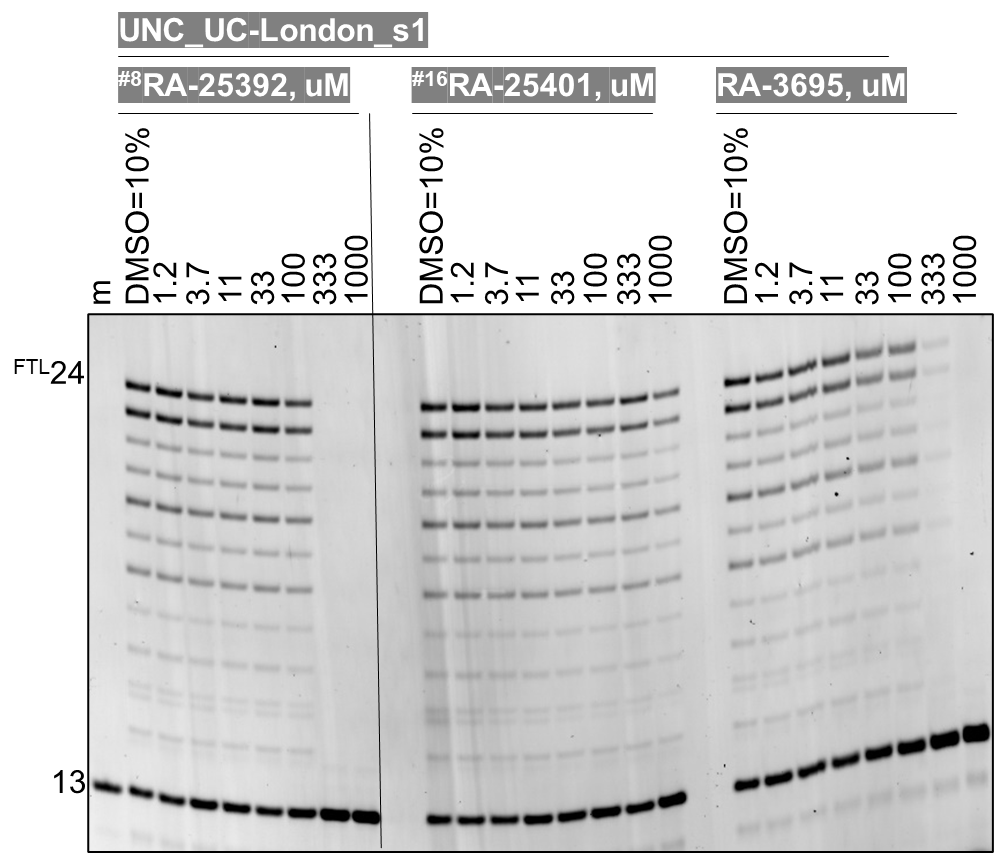 UNC_UC-London_s1
#8RA-25392, uM
#16RA-25401, uM
RA-3695, uM
m
DMSO=10%
1.2
3.7
11
33
100
333
1000
DMSO=10%
1.2
3.7
11
33
100
333
1000
DMSO=10%
1.2
3.7
11
33
100
333
1000
FTL24
13